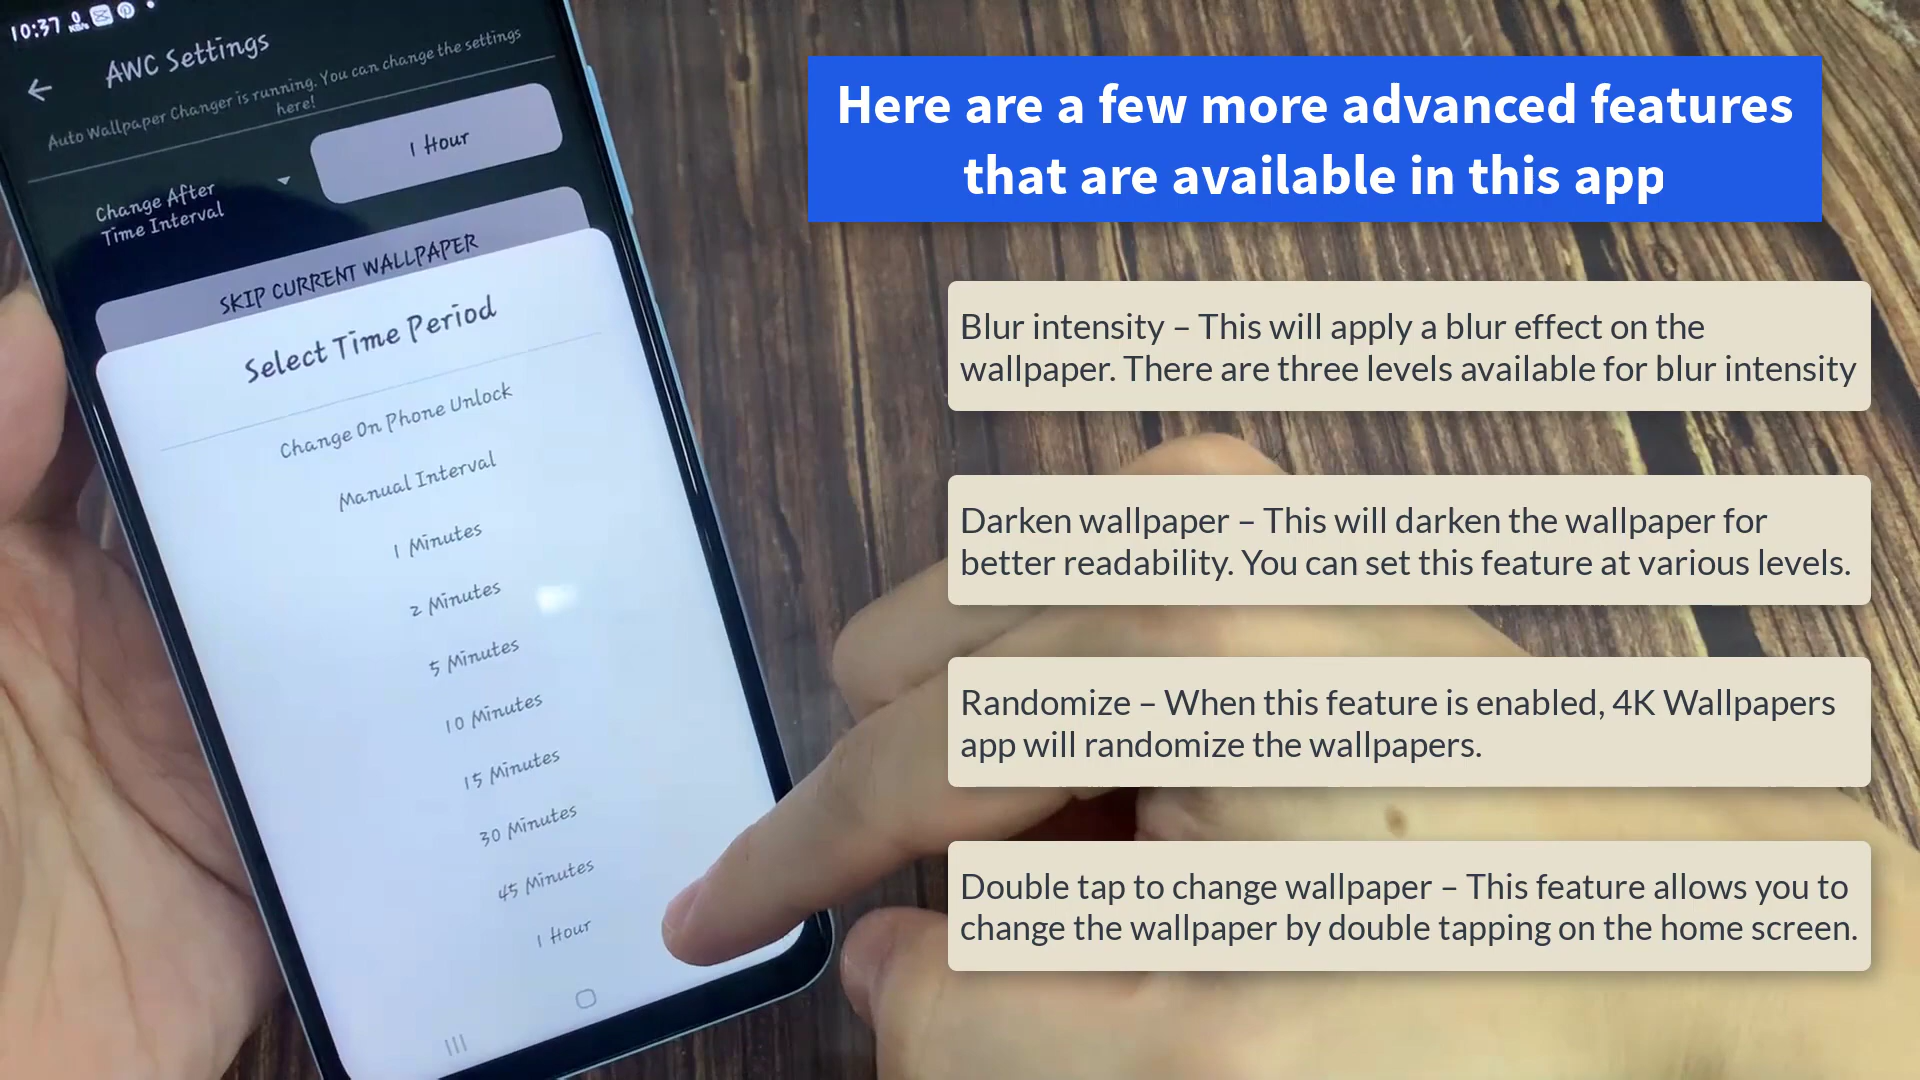 10:37 0 KB/s
AWC Settings
Auto Wallpaper Changer is running. You can change the settings
here!
Change After
Time Interval
1 Hour
SKIP CURRENT WALLPAPER
Select Time Period
Change On Phone Unlock
Manual Interval
1 Minutes
2 Minutes
5 Minutes
10 Minutes
15 Minutes
30 Minutes
45 Minutes
1 Hour
Here are a few more advanced features
that are available in this app
Blur intensity – This will apply a blur effect on the
wallpaper. There are three levels available for blur intensity
Darken wallpaper – This will darken the wallpaper for
better readability. You can set this feature at various levels.
Randomize – When this feature is enabled, 4K Wallpapers
app will randomize the wallpapers.
Double tap to change wallpaper – This feature allows you to
change the wallpaper by double tapping on the home screen.